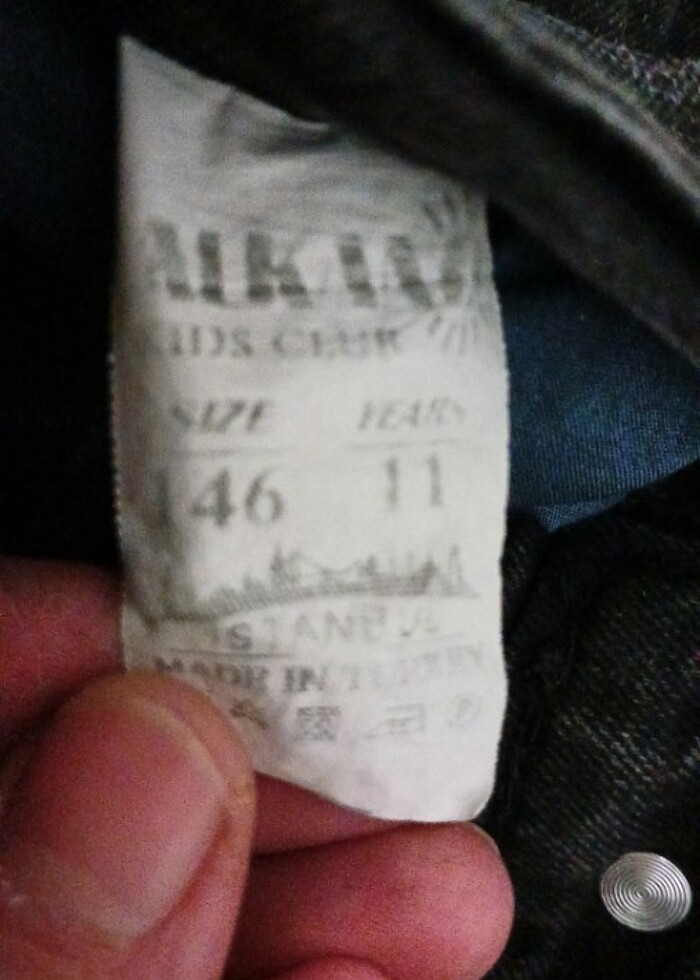 KIDS CLUB
SIZE YEARS
146 11
ISTANBUL
MADE IN TURKEY